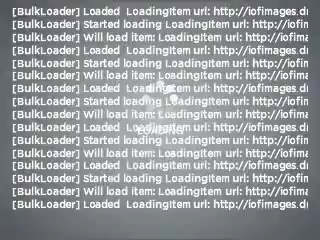 [BulkLoader] Loaded LoadingItem url: http://iofimages.d
[BulkLoader] Started loading LoadingItem url: http://iofi
[BulkLoader] Will load item: LoadingItem url: http://iofima
[BulkLoader] Loaded LoadingItem url: http://iofimages.d
[BulkLoader] Started loading LoadingItem url: http://iofi
[BulkLoader] Will load item: LoadingItem url: http://iofima
[BulkLoader] Loaded LoadingItem url: http://iofimages.d
[BulkLoader] Started loading LoadingItem url: http://iofi
[BulkLoader] Will load item: LoadingItem url: http://iofima
[BulkLoader] Loaded LoadingItem url: http://iofimages.d
[BulkLoader] Started loading LoadingItem url: http://iofi
[BulkLoader] Will load item: LoadingItem url: http://iofima
[BulkLoader] Loaded LoadingItem url: http://iofimages.d
[BulkLoader] Started loading LoadingItem url: http://iofi
[BulkLoader] Will load item: LoadingItem url: http://iofima
[BulkLoader] Loaded LoadingItem url: http://iofimages.d